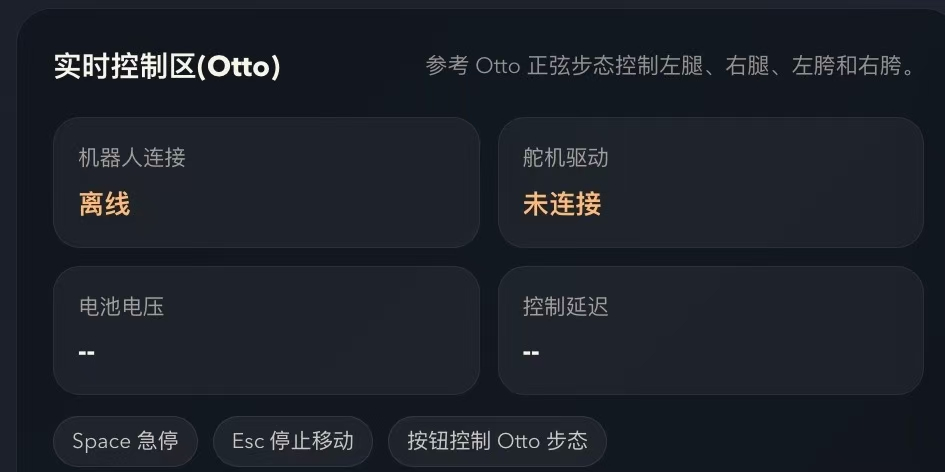 实时控制区(Otto)
参考 Otto 正弦步态控制左腿、右腿、左胯和右胯。
机器人连接
离线
舵机驱动
未连接
电池电压
--
控制延迟
--
Space 急停
Esc 停止移动
按钮控制 Otto 步态